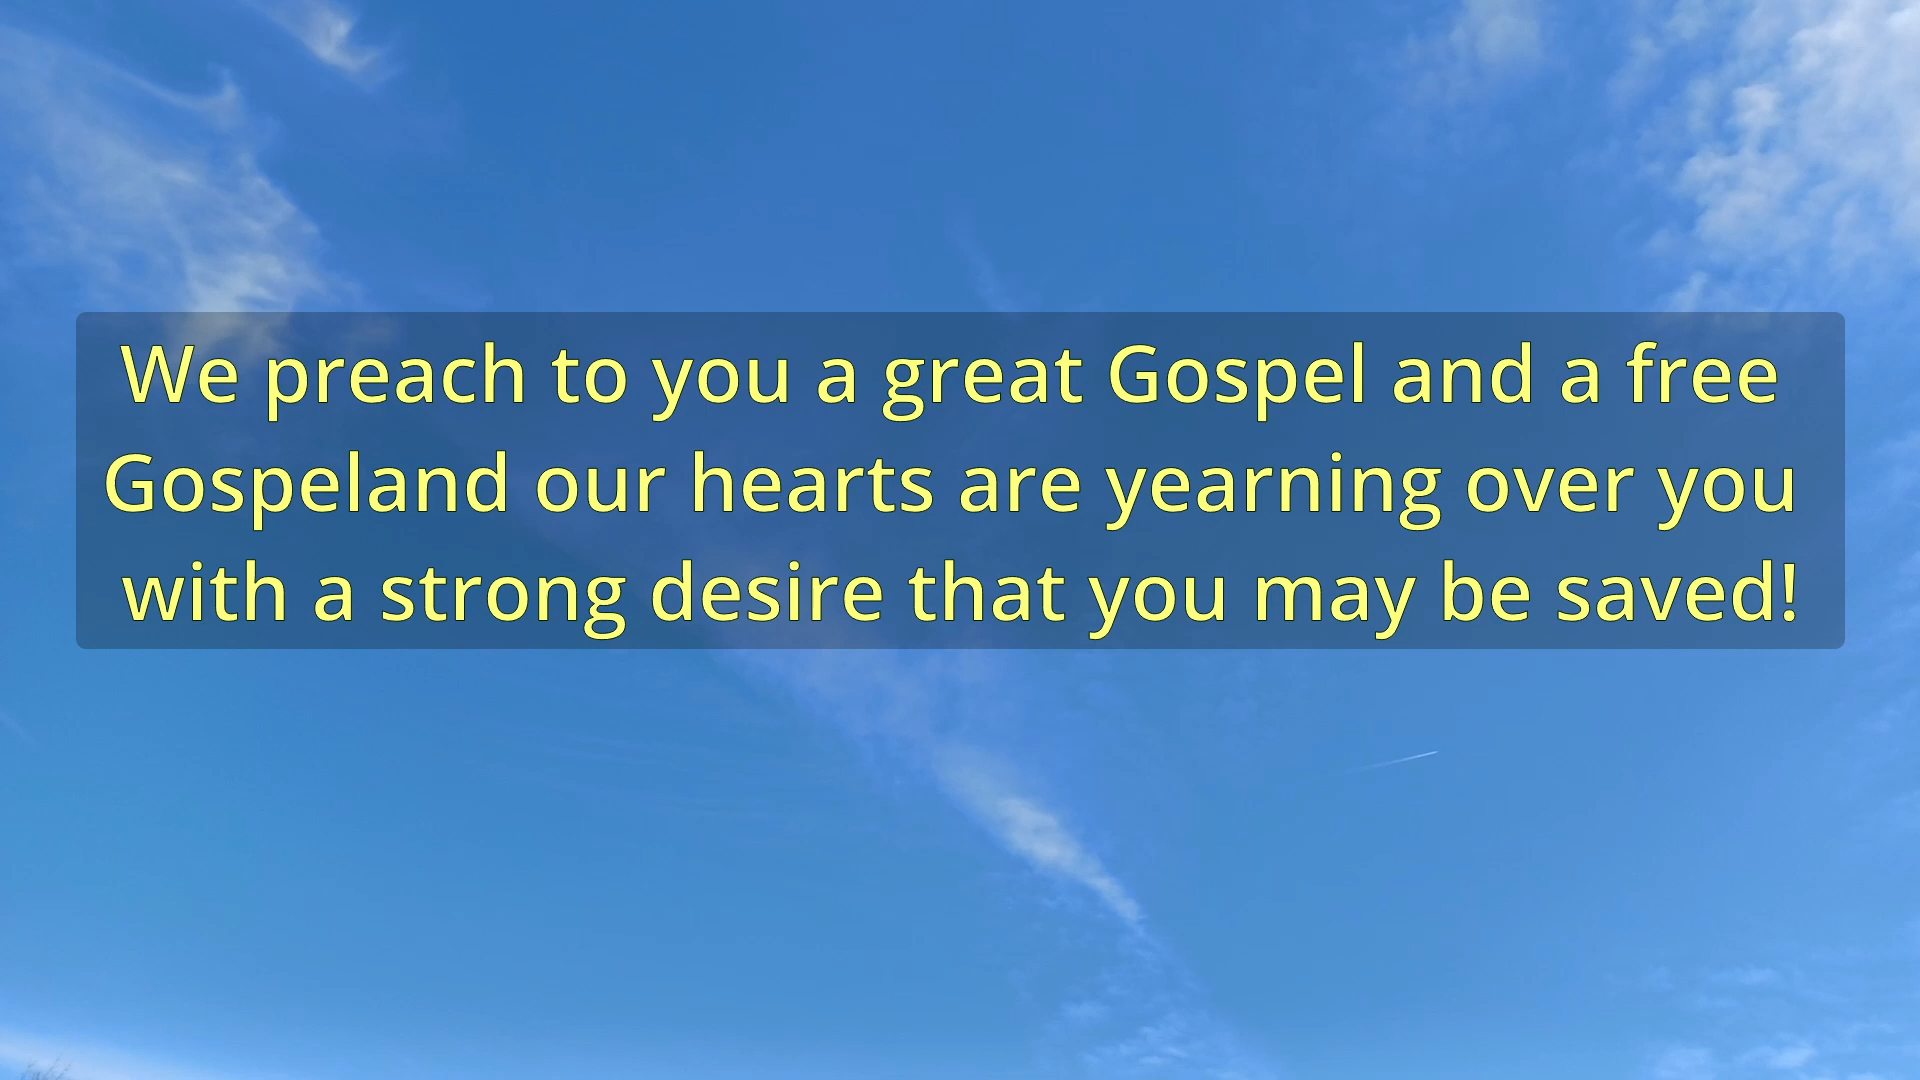 We preach to you a great Gospel and a free
Gospeland our hearts are yearning over you
with a strong desire that you may be saved!